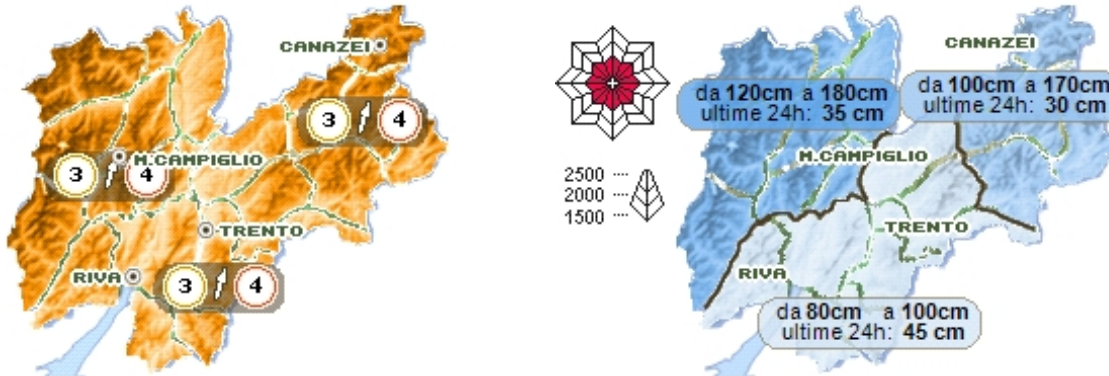 CANAZEI
3 4
M.CAMPIGLIO
3 4
TRENTO
RIVA
3 4
CANAZEI
da 120cm a 180cm
ultime 24h: 35 cm
da 100cm a 170cm
ultime 24h: 30 cm
M.CAMPIGLIO
2500
2000
1500
TRENTO
RIVA
da 80cm a 100cm
ultime 24h: 45 cm